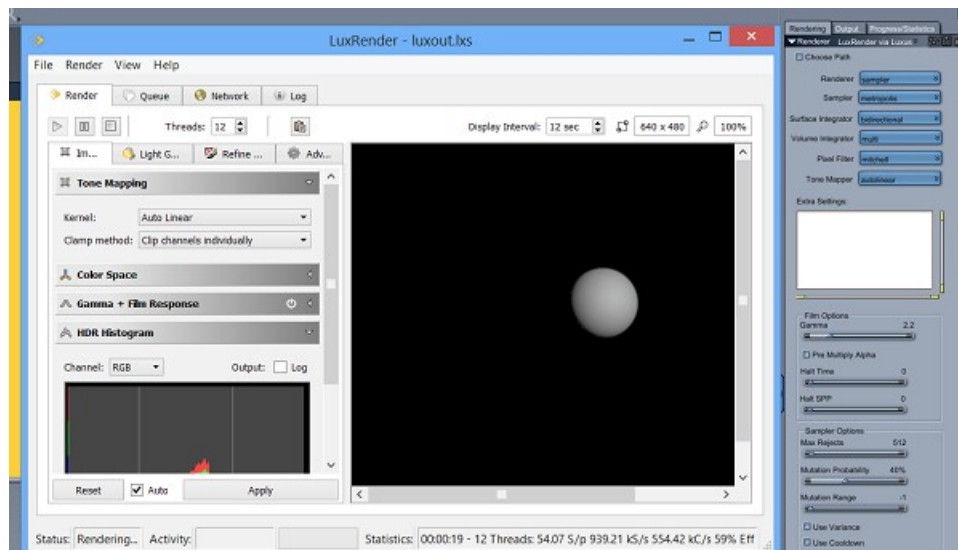 LuxRender - luxout.lxs
File Render View Help
Render Queue Network Log
Threads: 12 Display Interval: 12 sec 640 x 480 100%
Im... Light G... Refine ... Adv...
Tone Mapping
Kernel: Auto Linear
Clamp method: Clip channels individually
Color Space
Gamma + Film Response
HDR Histogram
Channel: RGB Output: Log
Reset Auto Apply
Status: Rendering... Activity: Statistics: 00:00:19 - 12 Threads: 54.07 S/p 939.21 kS/s 554.42 kC/s 59% Eff
Rendering Output Progress/Statistics
Renderer LuxRender via Luxus
Choose Path
Renderer sampler
Sampler metropolis
Surface Integrator bidirectional
Volume Integrator multi
Pixel Filter mitchell
Tone Mapper autolinear
Extra Settings:
Film Options
Gamma 2.2
Pre Multiply Alpha
Halt Time 0
Halt SPP 0
Sampler Options
Max Rejects 512
Mutation Probability 40%
Mutation Range -1
Use Variance
Use Cooldown